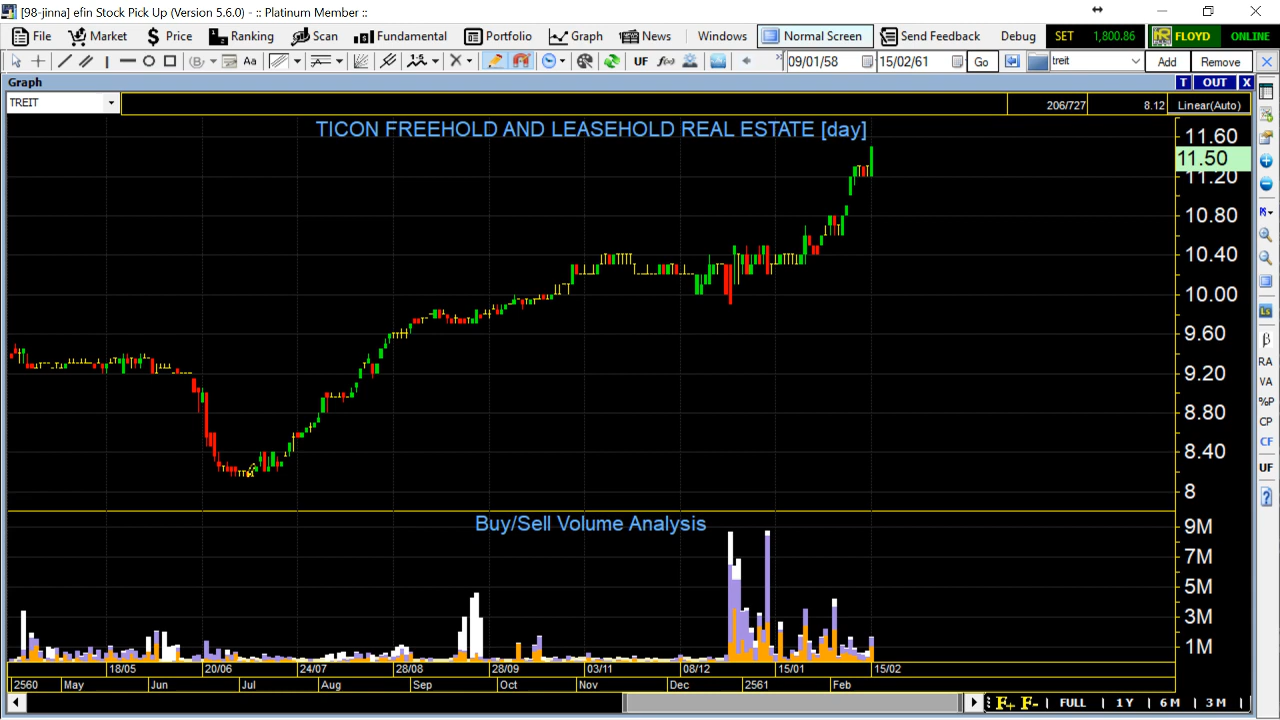 [98-jinna] efin Stock Pick Up (Version 5.6.0) - :: Platinum Member ::
File Market Price Ranking Scan Fundamental Portfolio Graph News Windows Normal Screen Send Feedback Debug SET 1,800.86 FLOYD ONLINE
(B) Aa UF f(x) 09/01/58 15/02/61 Go treit Add Remove
Graph T OUT X
TREIT 206/727 8.12 Linear(Auto)
TICON FREEHOLD AND LEASEHOLD REAL ESTATE [day]
11.60
11.50
11.20
10.80
10.40
10.00
9.60
9.20
8.80
8.40
8
Ls
β
RA
VA
%P
CP
CF
UF
Buy/Sell Volume Analysis
9M
7M
5M
3M
1M
18/05 20/06 24/07 28/08 28/09 03/11 08/12 15/01 15/02
2560 May Jun Jul Aug Sep Oct Nov Dec 2561 Feb
F+ F- FULL 1 Y 6 M 3 M